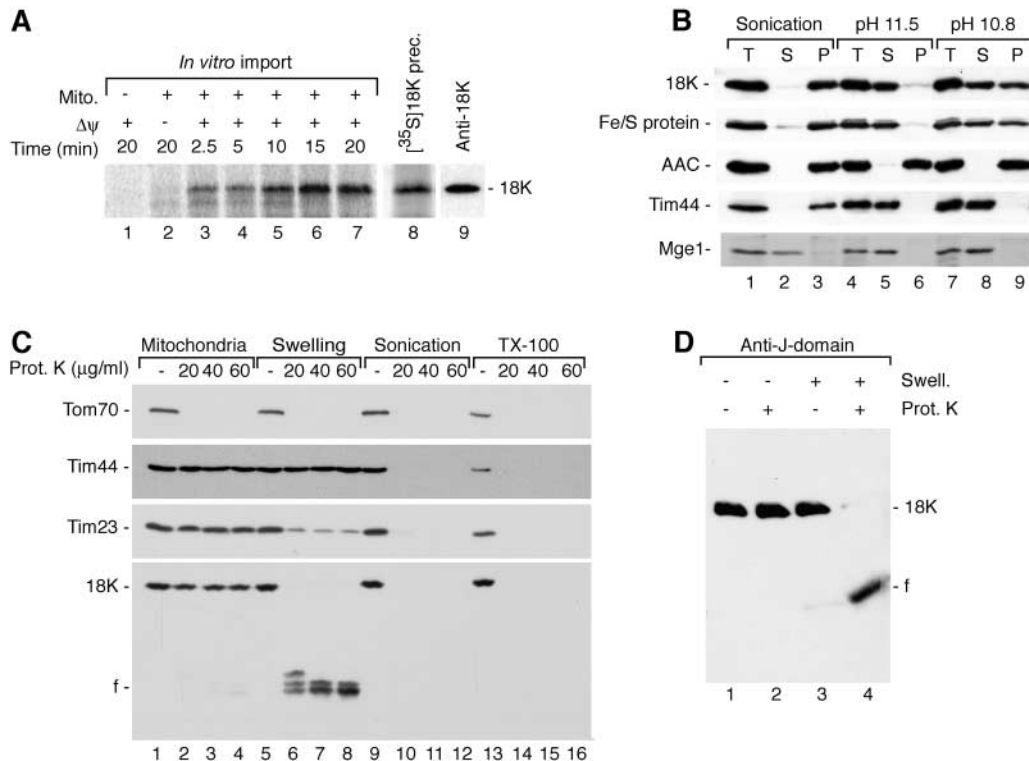 A
In vitro import
Mito. - + + + + + +
Δψ + - + + + + +
Time (min) 20 20 2.5 5 10 15 20
[35S]18K prec.
Anti-18K
- 18K
1 2 3 4 5 6 7 8 9
B
Sonication pH 11.5 pH 10.8
T S P T S P T S P
18K -
Fe/S protein -
AAC -
Tim44 -
Mge1-
1 2 3 4 5 6 7 8 9
C
Mitochondria Swelling Sonication TX-100
Prot. K (μg/ml) - 20 40 60 - 20 40 60 - 20 40 60 - 20 40 60
Tom70 -
Tim44 -
Tim23 -
18K -
f -
1 2 3 4 5 6 7 8 9 10 11 12 13 14 15 16
D
Anti-J-domain
- - + + Swell.
- + - + Prot. K
- 18K
- f
1 2 3 4